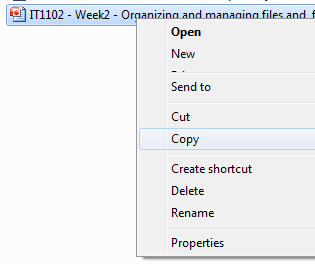 IT1102 - Week2 - Organizing and managing files and f
Open
New
Send to
Cut
Copy
Create shortcut
Delete
Rename
Properties